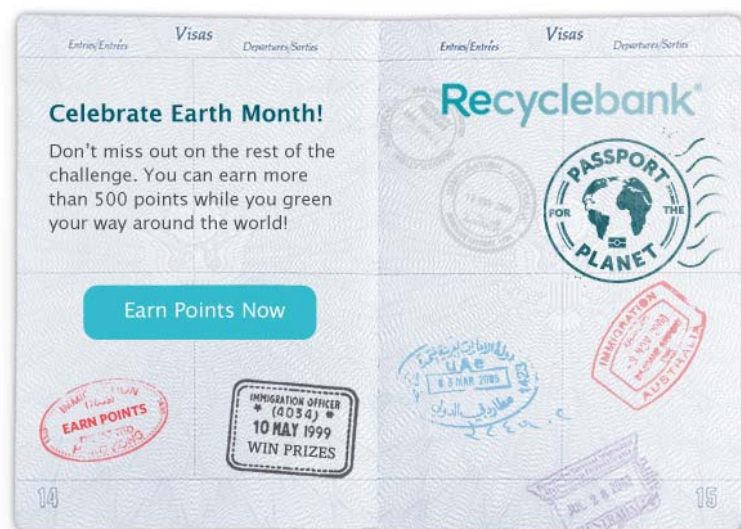 Entries/Entrées
Visas
Departures/Sorties
Celebrate Earth Month!
Don't miss out on the rest of the
challenge. You can earn more
than 500 points while you green
your way around the world!
Earn Points Now
EARN POINTS
IMMIGRATION OFFICER
(4034)
10 MAY 1999
WIN PRIZES
14
Entries/Entrées
Visas
Departures/Sorties
Recyclebank
PASSPORT
FOR THE
PLANET
IMMIGRATION
AUSTRALIA
UAe
15